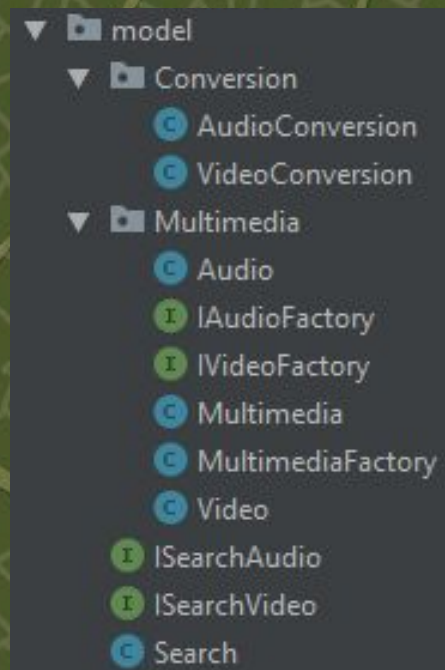 model
Conversion
C AudioConversion
C VideoConversion
Multimedia
C Audio
I IAudioFactory
I IVideoFactory
C Multimedia
C MultimediaFactory
C Video
I ISearchAudio
I ISearchVideo
C Search